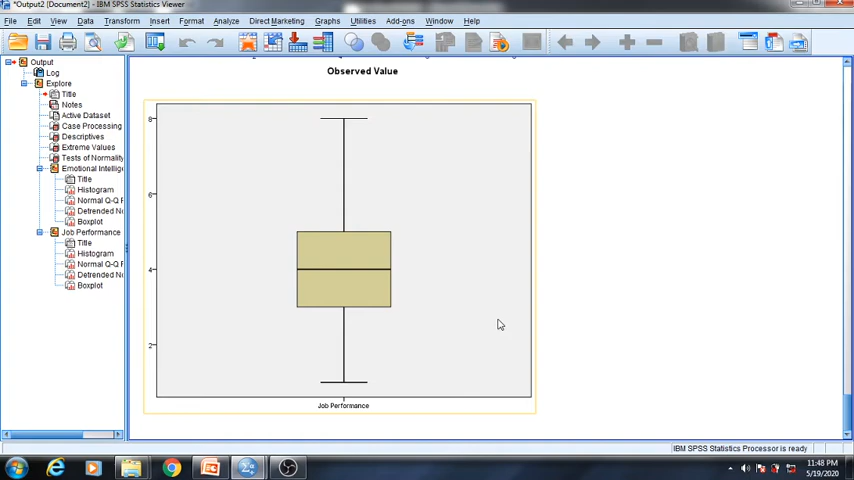 *Output2 [Document2] - IBM SPSS Statistics Viewer
File Edit View Data Transform Insert Format Analyze Direct Marketing Graphs Utilities Add-ons Window Help
Output
Log
Explore
Title
Notes
Active Dataset
Case Processing
Descriptives
Extreme Values
Tests of Normality
Emotional Intellig
Title
Histogram
Normal Q-Q F
Detrended No
Boxplot
Job Performance
Title
Histogram
Normal Q-Q F
Detrended No
Boxplot
Observed Value
8
6
4
2
Job Performance
IBM SPSS Statistics Processor is ready
11:48 PM
5/19/2020